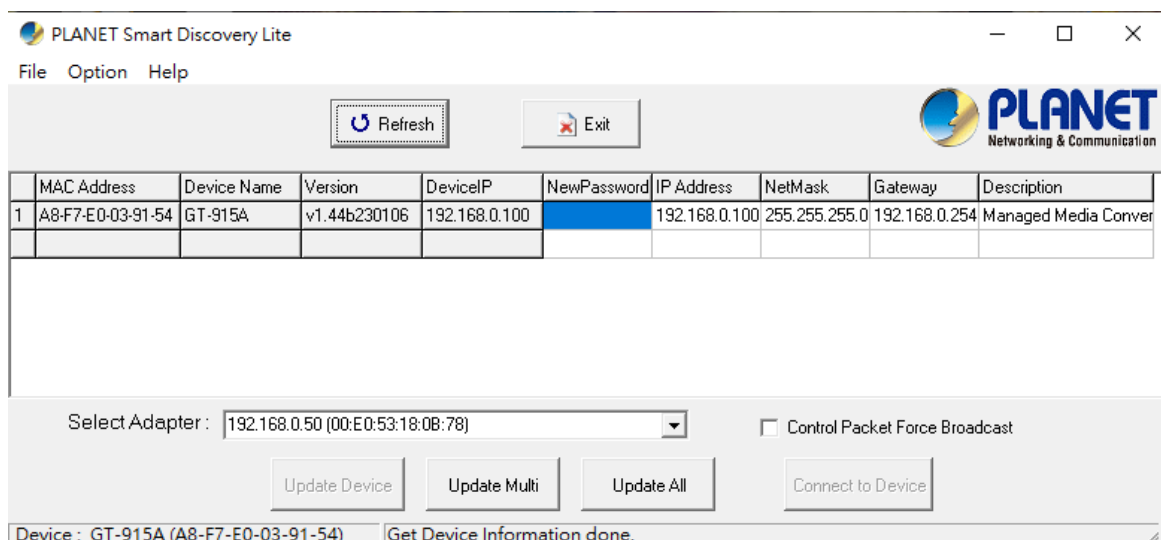 PLANET Smart Discovery Lite
File Option Help
Refresh Exit
PLANET
Networking & Communication
MAC Address Device Name Version DeviceIP NewPassword IP Address NetMask Gateway Description
1 A8-F7-E0-03-91-54 GT-915A v1.44b230106 192.168.0.100 192.168.0.100 255.255.255.0 192.168.0.254 Managed Media Conver
Select Adapter : 192.168.0.50 (00:E0:53:18:0B:78) Control Packet Force Broadcast
Update Device Update Multi Update All Connect to Device
Device : GT-915A (A8-F7-E0-03-91-54) Get Device Information done.